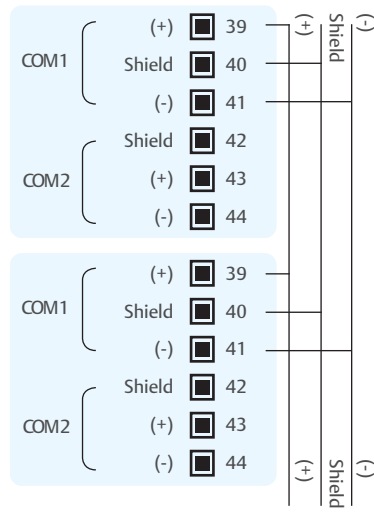 (+) 39 (+) Shield (-)
COM1 Shield 40
(-) 41
Shield 42
COM2 (+) 43
(-) 44
(+) 39
COM1 Shield 40
(-) 41
Shield 42
COM2 (+) 43
(-) 44 (+) Shield (-)